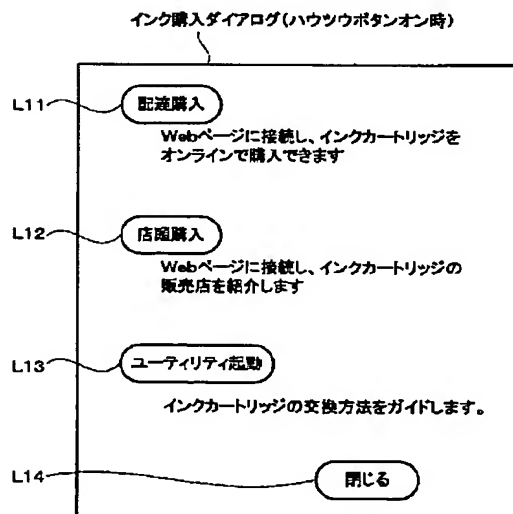 インク購入ダイアログ(ハウツウボタンオン時)
L11
配達購入
Webページに接続し、インクカートリッジを
オンラインで購入できます
L12
店頭購入
Webページに接続し、インクカートリッジの
販売店を紹介します
L13
ユーティリティ起動
インクカートリッジの交換方法をガイドします。
L14
閉じる